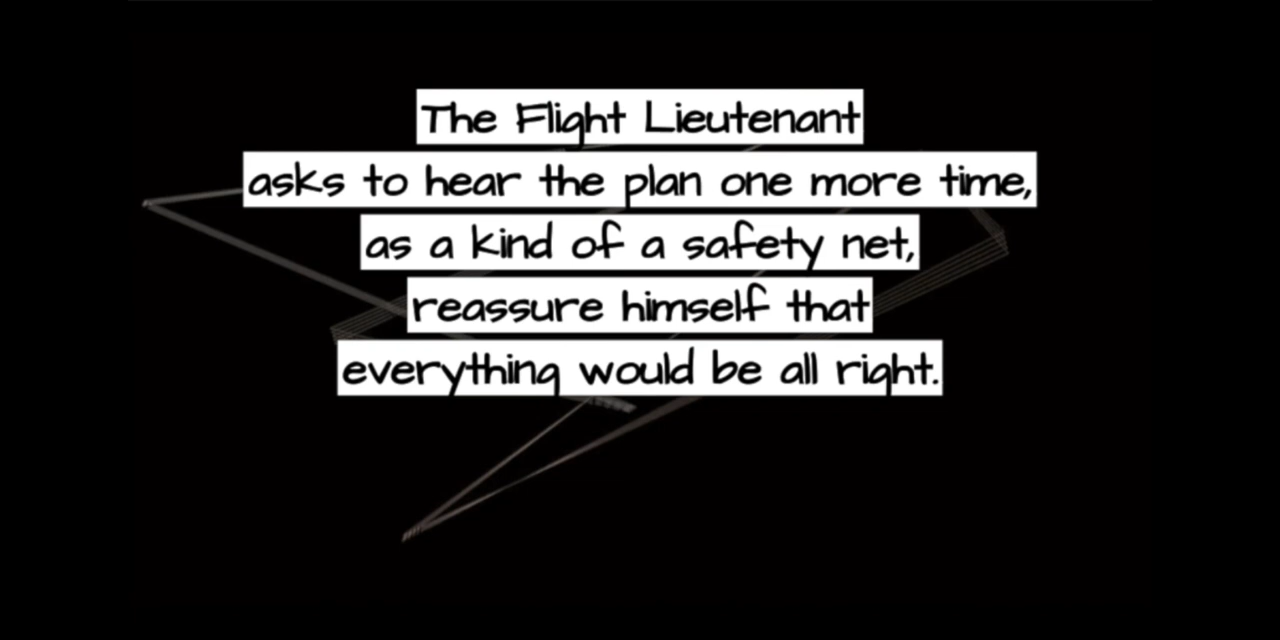 The Flight Lieutenant
asks to hear the plan one more time,
as a kind of a safety net,
reassure himself that
everything would be all right.